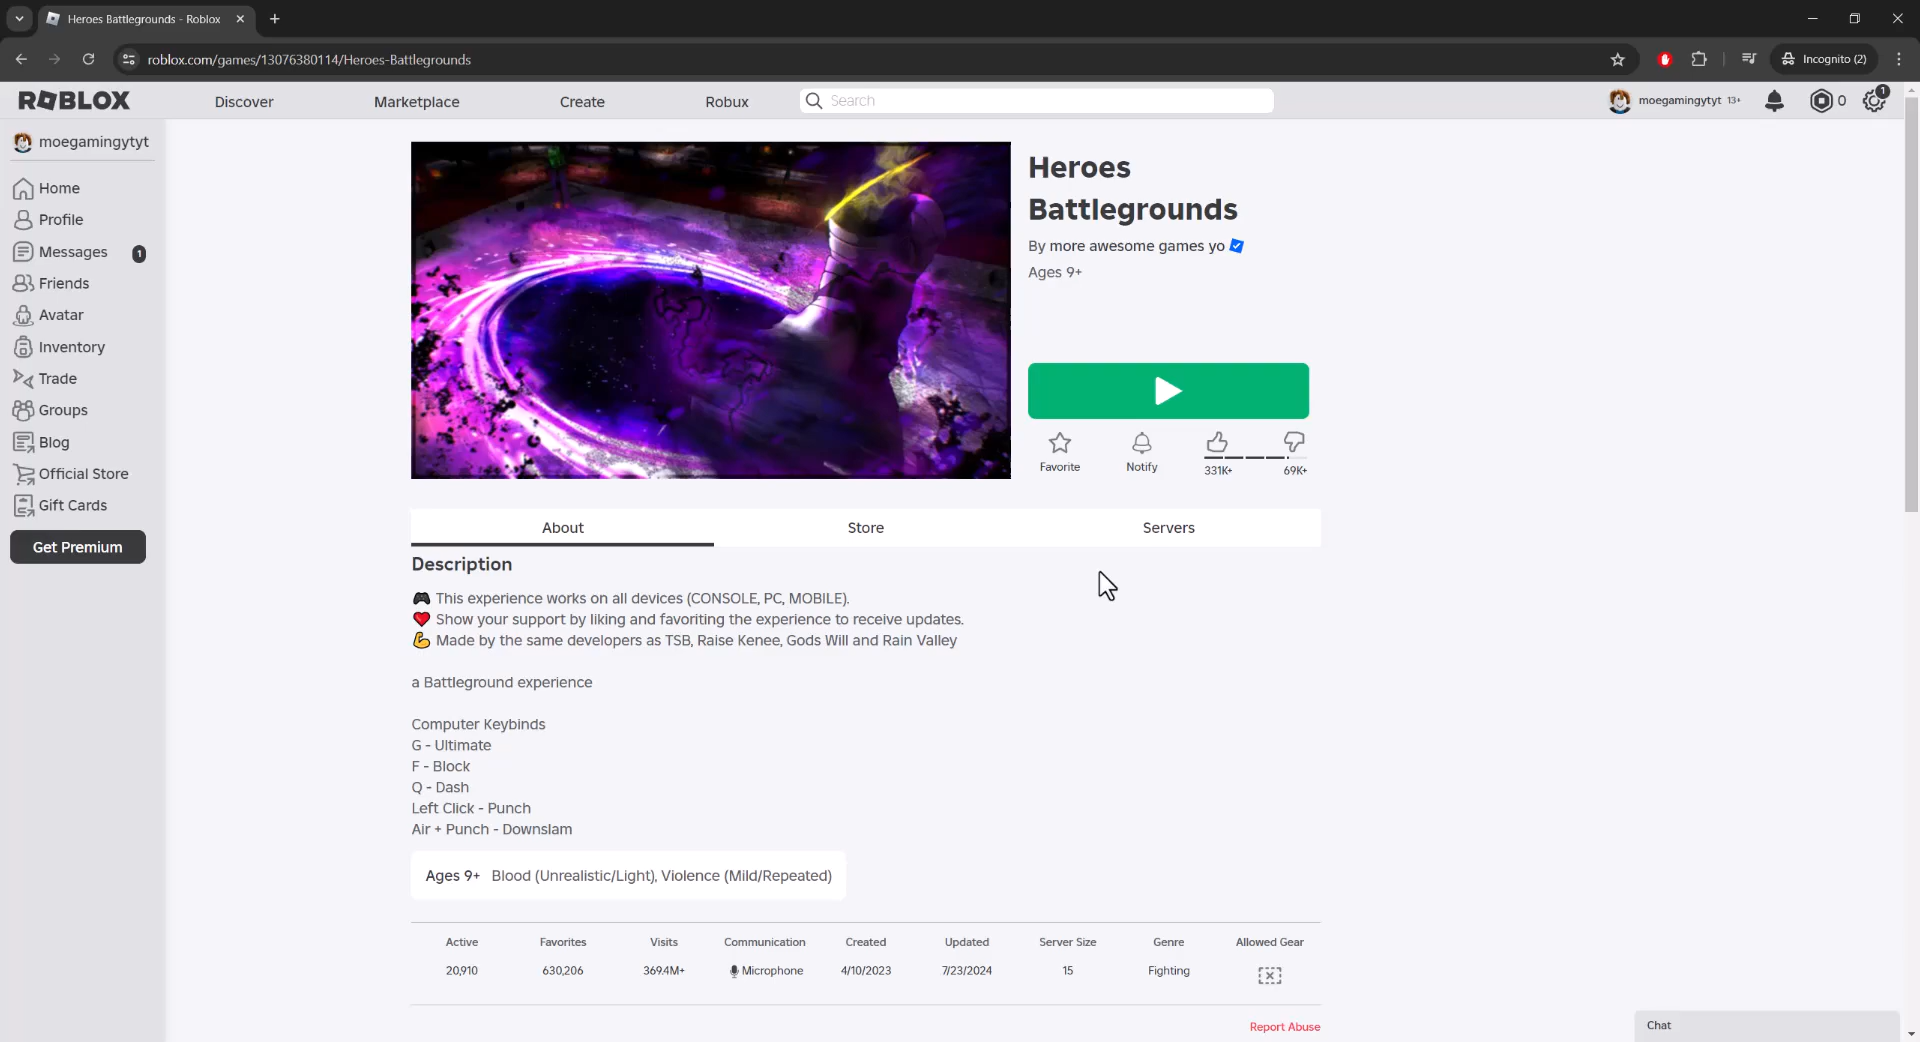 Heroes Battlegrounds - Roblox
roblox.com/games/13076380114/Heroes-Battlegrounds
Incognito (2)
ROBLOX
Discover
Marketplace
Create
Robux
Search
moegamingytyt 13+
0
1
moegamingytyt
Home
Profile
Messages
1
Friends
Avatar
Inventory
Trade
Groups
Blog
Official Store
Gift Cards
Get Premium
Heroes
Battlegrounds
By more awesome games yo
Ages 9+
Favorite
Notify
331K+
69K+
About
Store
Servers
Description
🎮 This experience works on all devices (CONSOLE, PC, MOBILE).
❤️ Show your support by liking and favoriting the experience to receive updates.
💪 Made by the same developers as TSB, Raise Kenee, Gods Will and Rain Valley
a Battleground experience
Computer Keybinds
G - Ultimate
F - Block
Q - Dash
Left Click - Punch
Air + Punch - Downslam
Ages 9+ Blood (Unrealistic/Light), Violence (Mild/Repeated)
Active Favorites Visits Communication Created Updated Server Size Genre Allowed Gear
20,910 630,206 369.4M+ Microphone 4/10/2023 7/23/2024 15 Fighting
Report Abuse
Chat